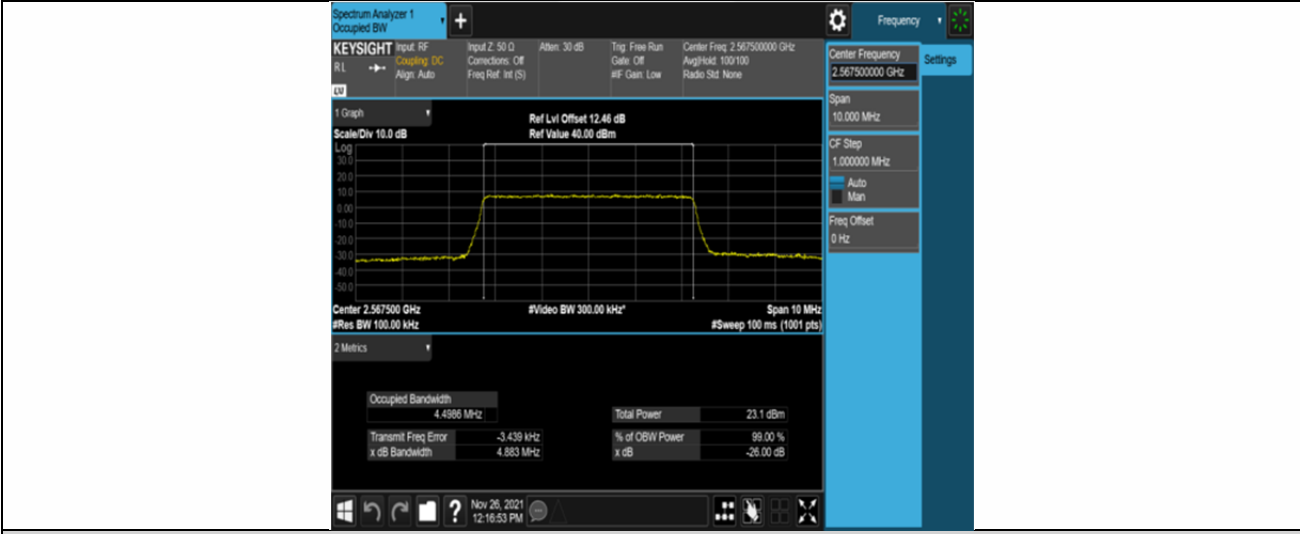 Spectrum Analyzer 1
Occupied BW
+
Frequency
KEYSIGHT
RL
Input: RF
Coupling: DC
Align: Auto
Input Z: 50 Ω
Corrections: Off
Freq Ref: Int (S)
Atten: 30 dB
Trig: Free Run
Gate: Off
#IF Gain: Low
Center Freq: 2.567500000 GHz
Avg|Hold: 100/100
Radio Std: None
LXI
1 Graph
Scale/Div 10.0 dB
Ref Lvl Offset 12.46 dB
Ref Value 40.00 dBm
Log
30.0
20.0
10.0
0.00
-10.0
-20.0
-30.0
-40.0
-50.0
Center 2.567500 GHz
#Res BW 100.00 kHz
#Video BW 300.00 kHz*
Span 10 MHz
#Sweep 100 ms (1001 pts)
2 Metrics
Occupied Bandwidth
4.4986 MHz
Transmit Freq Error -3.439 kHz
x dB Bandwidth 4.883 MHz
Total Power 23.1 dBm
% of OBW Power 99.00 %
x dB -26.00 dB
?
Nov 26, 2021
12:16:53 PM
Center Frequency
2.567500000 GHz
Span
10.000 MHz
CF Step
1.000000 MHz
Auto
Man
Freq Offset
0 Hz
Settings